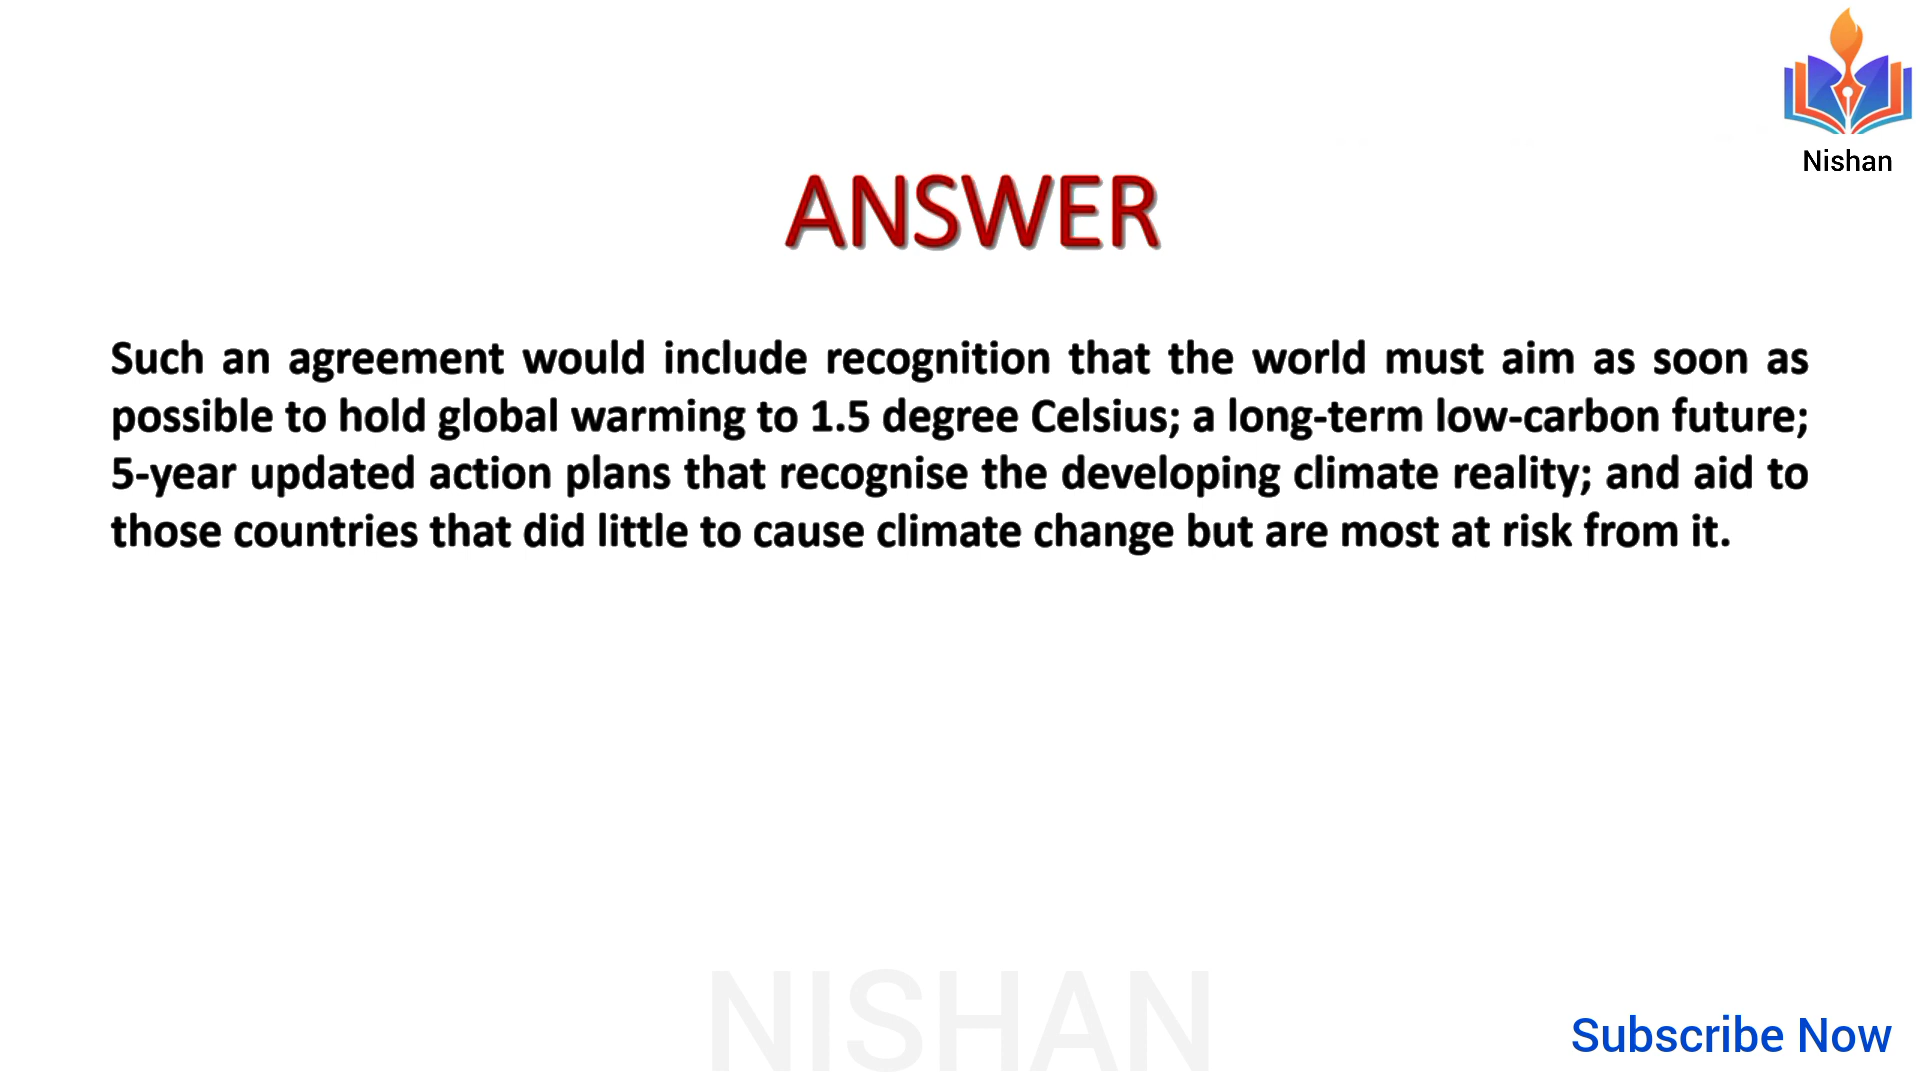 Nishan
ANSWER
Such an agreement would include recognition that the world must aim as soon as
possible to hold global warming to 1.5 degree Celsius; a long-term low-carbon future;
5-year updated action plans that recognise the developing climate reality; and aid to
those countries that did little to cause climate change but are most at risk from it.
NISHAN
Subscribe Now